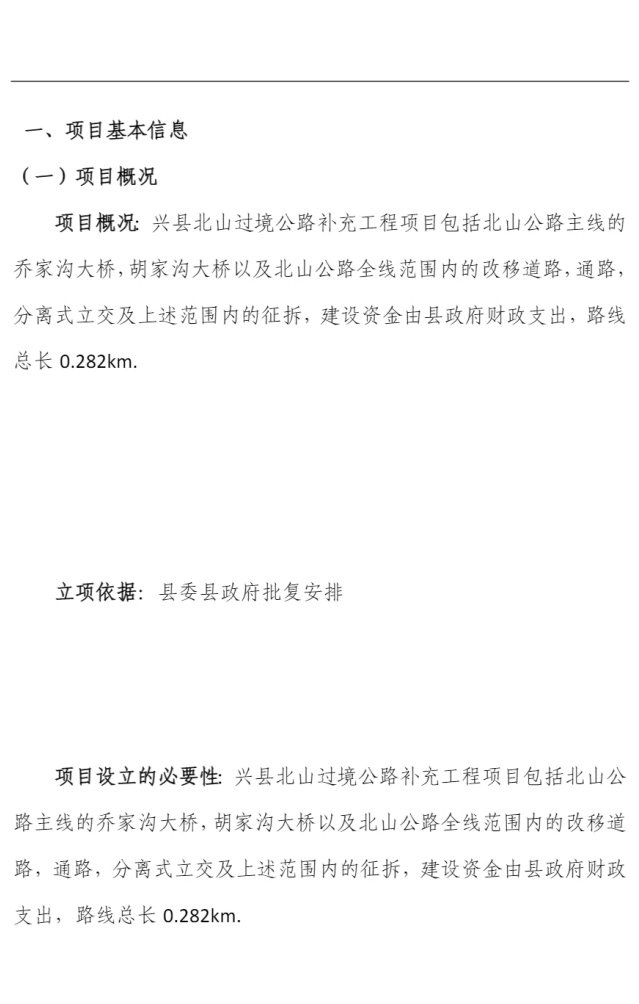 一、项目基本信息
（一）项目概况
项目概况: 兴县北山过境公路补充工程项目包括北山公路主线的
乔家沟大桥,胡家沟大桥以及北山公路全线范围内的改移道路,通路,
分离式立交及上述范围内的征拆, 建设资金由县政府财政支出, 路线
总长 0.282km.
立项依据: 县委县政府批复安排
项目设立的必要性: 兴县北山过境公路补充工程项目包括北山公
路主线的乔家沟大桥,胡家沟大桥以及北山公路全线范围内的改移道
路, 通路, 分离式立交及上述范围内的征拆, 建设资金由县政府财政
支出, 路线总长 0.282km.